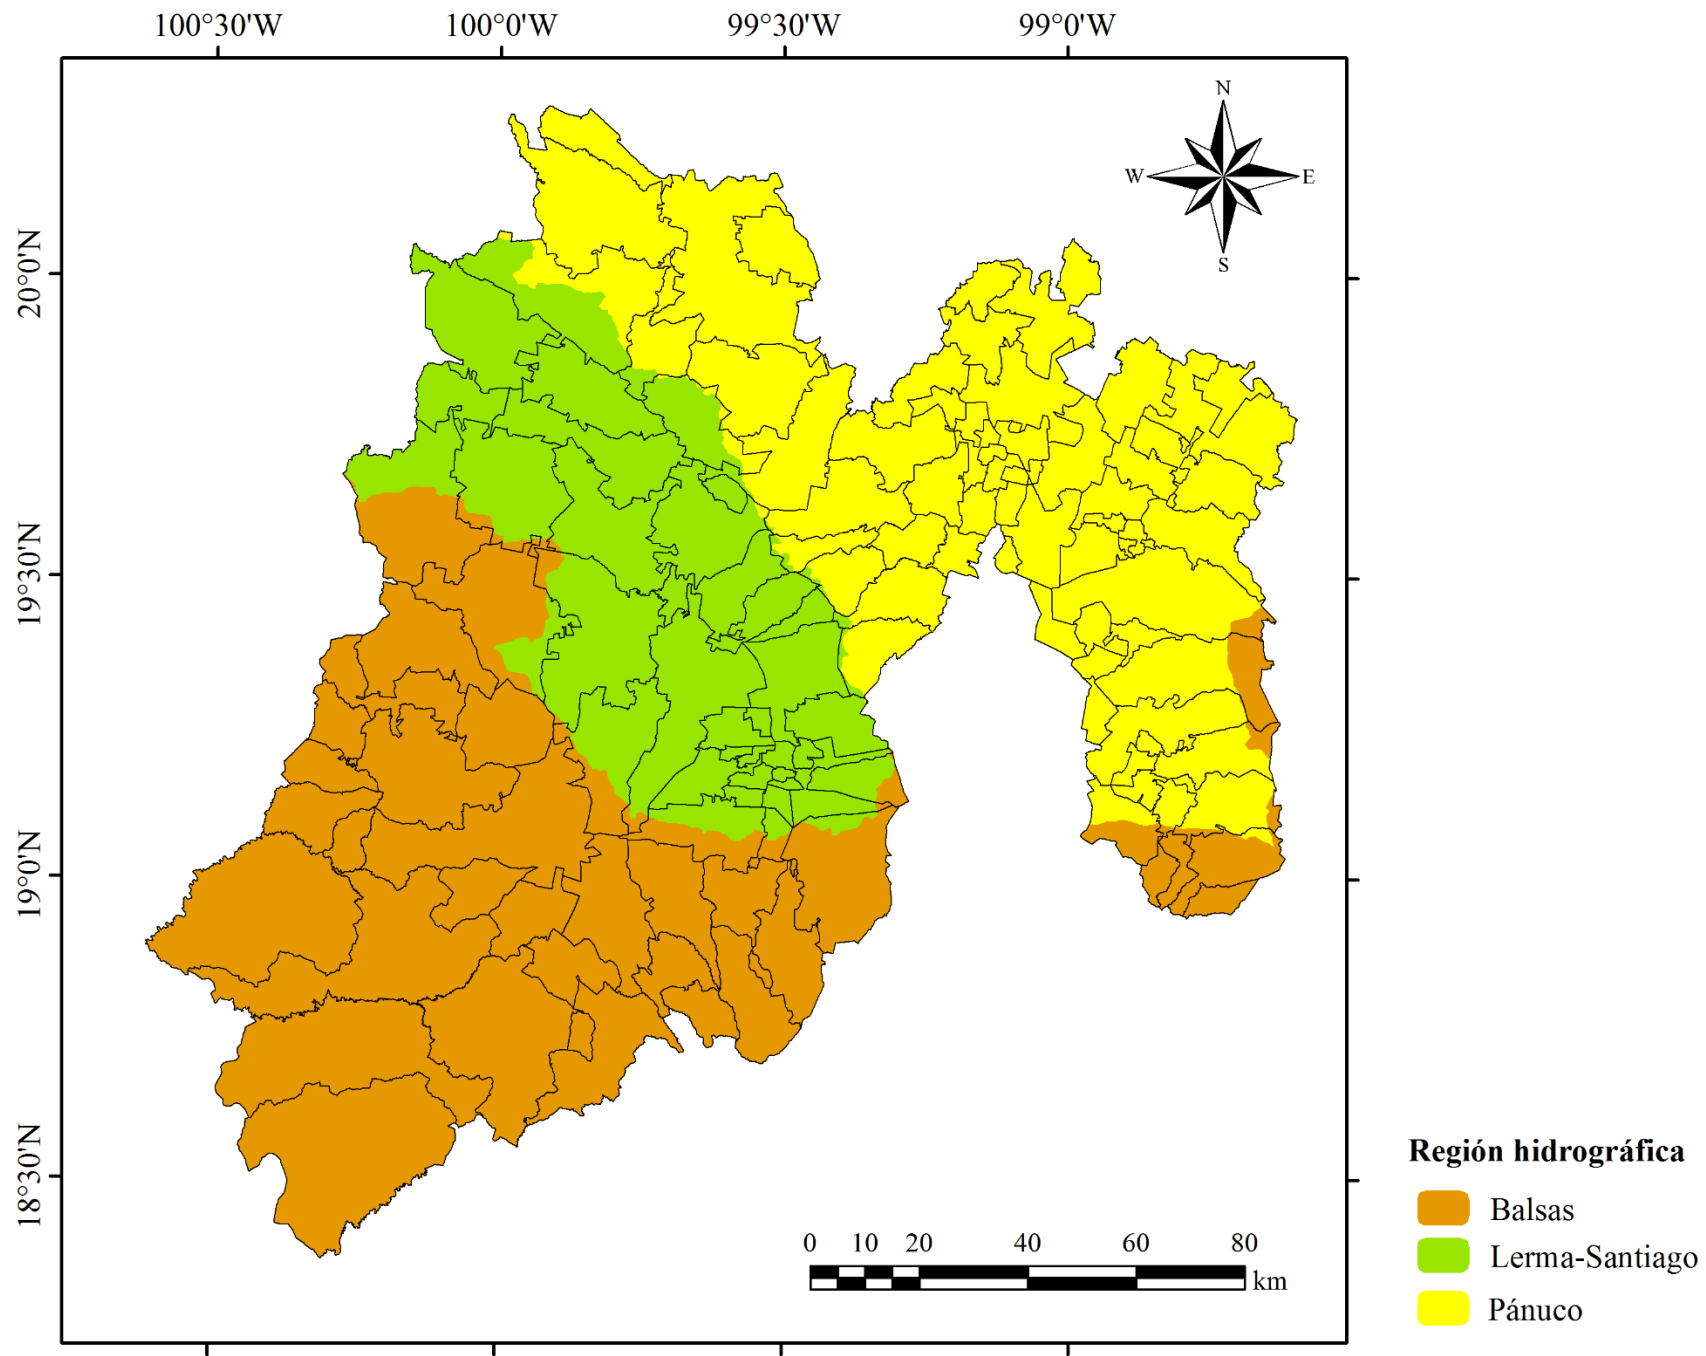 100°30'W 100°0'W 99°30'W 99°0'W
N
W E
S
20°0'N
19°30'N
19°0'N
18°30'N
Región hidrográfica
Balsas
Lerma-Santiago
Pánuco
0 10 20 40 60 80
km